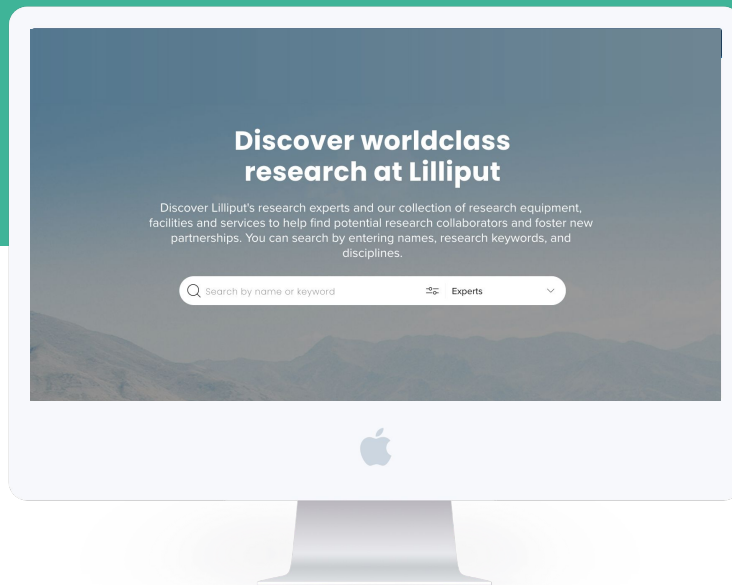 Discover worldclass
research at Lilliput
Discover Lilliput's research experts and our collection of research equipment,
facilities and services to help find potential research collaborators and foster new
partnerships. You can search by entering names, research keywords, and
disciplines.
Search by name or keyword
Experts